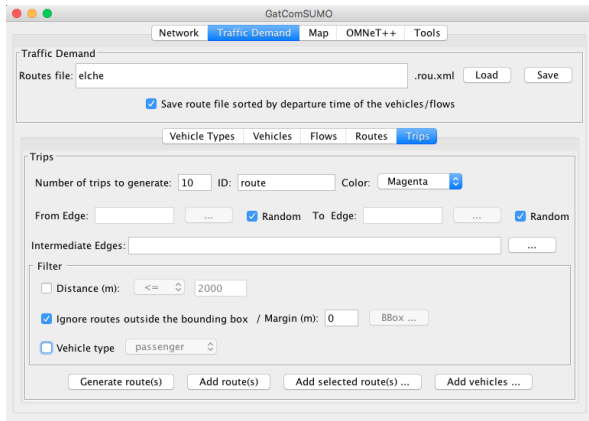 GatComSUMO
Network Traffic Demand Map OMNeT++ Tools
Traffic Demand
Routes file: elche .rou.xml Load Save
Save route file sorted by departure time of the vehicles/flows
Vehicle Types Vehicles Flows Routes Trips
Trips
Number of trips to generate: 10 ID: route Color: Magenta
From Edge: ... Random To Edge: ... Random
Intermediate Edges: ...
Filter
Distance (m): <= 2000
Ignore routes outside the bounding box / Margin (m): 0 BBox ...
Vehicle type passenger
Generate route(s) Add route(s) Add selected route(s) ... Add vehicles ...